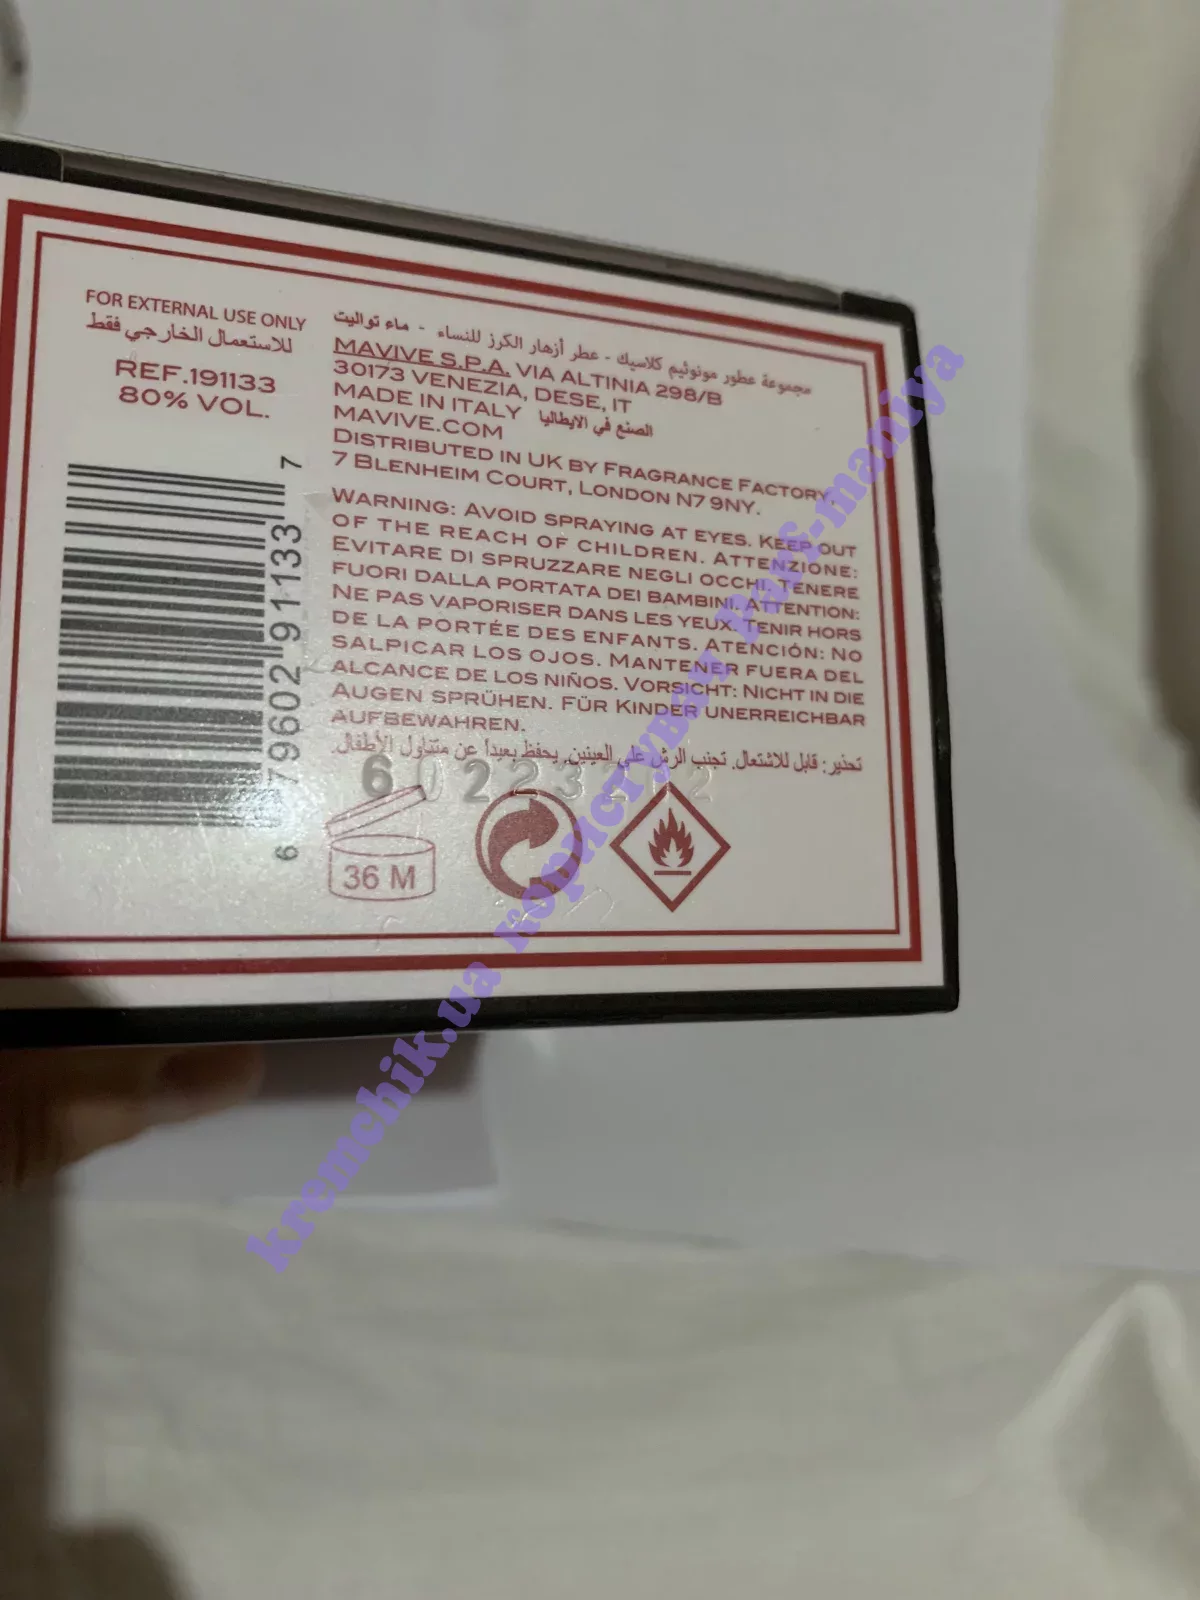 FOR EXTERNAL USE ONLY
للاستعمال الخارجي فقط
REF.191133
80% VOL.
6 79602 91133 7
مجموعة عطور مونوثيم كلاسيك - عطر أزهار الكرز للنساء - ماء تواليت
MAVIVE S.P.A. VIA ALTINIA 298/B
30173 VENEZIA, DESE, IT
MADE IN ITALY الصنع في الايطاليا
MAVIVE.COM
DISTRIBUTED IN UK BY FRAGRANCE FACTORY,
7 BLENHEIM COURT, LONDON N7 9NY.
WARNING: AVOID SPRAYING AT EYES. KEEP OUT
OF THE REACH OF CHILDREN. ATTENZIONE:
EVITARE DI SPRUZZARE NEGLI OCCHI. TENERE
FUORI DALLA PORTATA DEI BAMBINI. ATTENTION:
NE PAS VAPORISER DANS LES YEUX. TENIR HORS
DE LA PORTÉE DES ENFANTS. ATENCIÓN: NO
SALPICAR LOS OJOS. MANTENER FUERA DEL
ALCANCE DE LOS NIÑOS. VORSICHT: NICHT IN DIE
AUGEN SPRÜHEN. FÜR KINDER UNERREICHBAR
AUFBEWAHREN.
تحذير: قابل للاشتعال. تجنب الرش على العينين. يحفظ بعيدا عن متناول الأطفال.
36 M
kremchik.ua користувач Parf-maniya